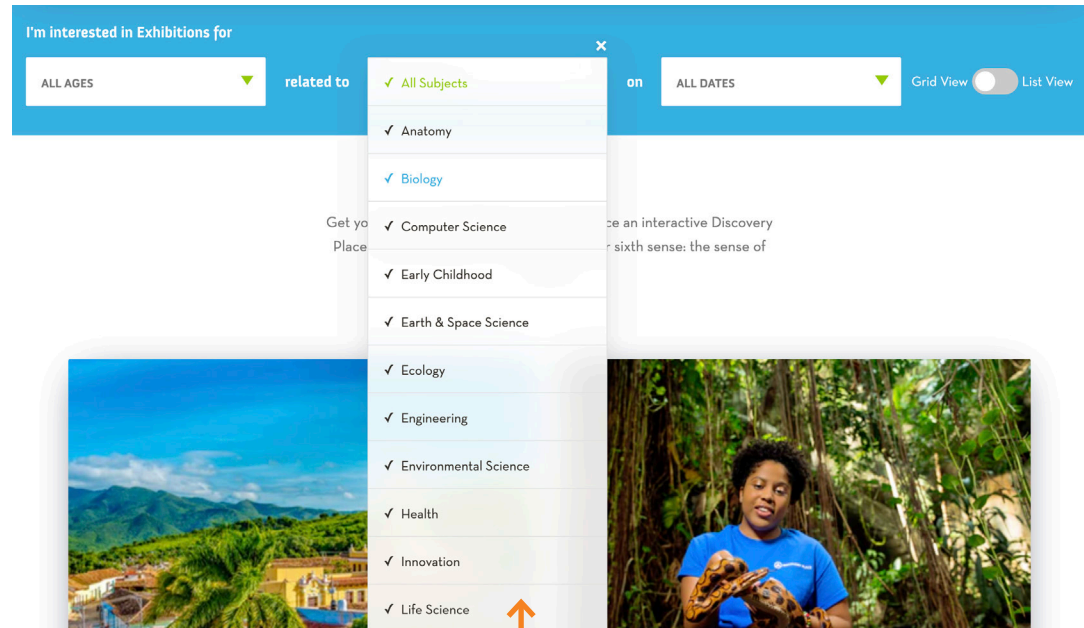 I'm interested in Exhibitions for
ALL AGES
related to
✓ All Subjects
on
ALL DATES
Grid View
List View
✓ Anatomy
✓ Biology
✓ Computer Science
✓ Early Childhood
✓ Earth & Space Science
✓ Ecology
✓ Engineering
✓ Environmental Science
✓ Health
✓ Innovation
✓ Life Science
Get
an interactive Discovery
Place
sixth sense: the sense of